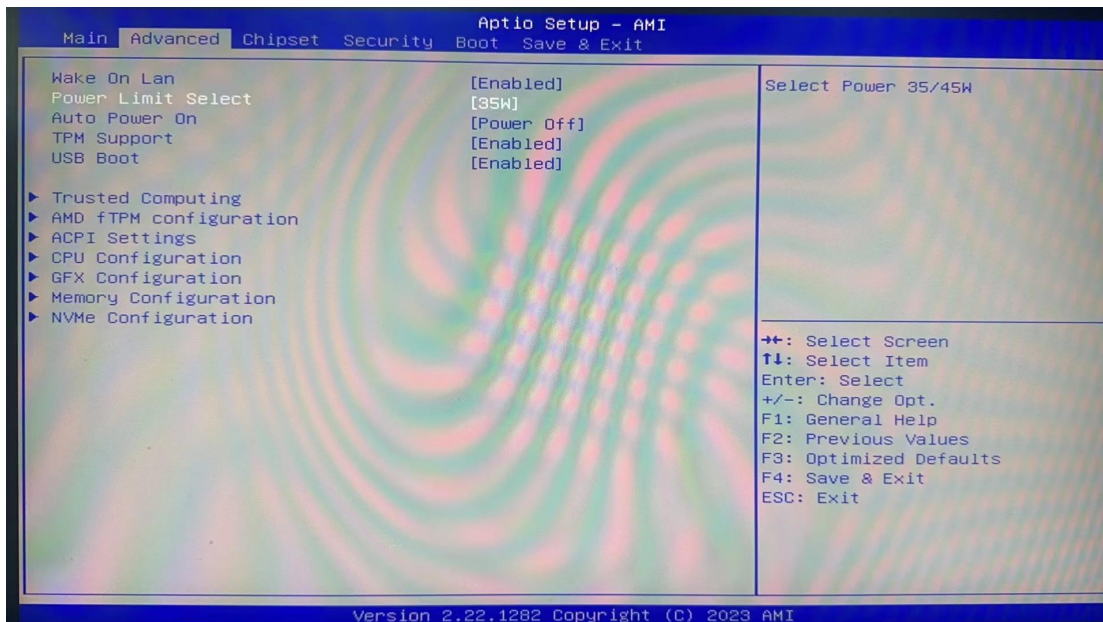 Aptio Setup – AMI
Main Advanced Chipset Security Boot Save & Exit
Wake On Lan [Enabled]
Power Limit Select [35W]
Auto Power On [Power Off]
TPM Support [Enabled]
USB Boot [Enabled]
Trusted Computing
AMD fTPM configuration
ACPI Settings
CPU Configuration
GFX Configuration
Memory Configuration
NVMe Configuration
Select Power 35/45W
→←: Select Screen
↑↓: Select Item
Enter: Select
+/-: Change Opt.
F1: General Help
F2: Previous Values
F3: Optimized Defaults
F4: Save & Exit
ESC: Exit
Version 2.22.1282 Copyright (C) 2023 AMI